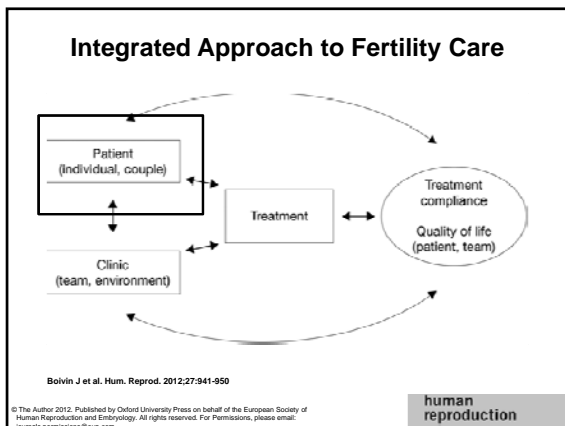 Integrated Approach to Fertility Care
Patient
(individual, couple)
Treatment
Treatment
compliance
Quality of life
(patient, team)
Clinic
(team, environment)
Boivin J et al. Hum. Reprod. 2012;27:941-950
© The Author 2012. Published by Oxford University Press on behalf of the European Society of
Human Reproduction and Embryology. All rights reserved. For Permissions, please email:
human
reproduction